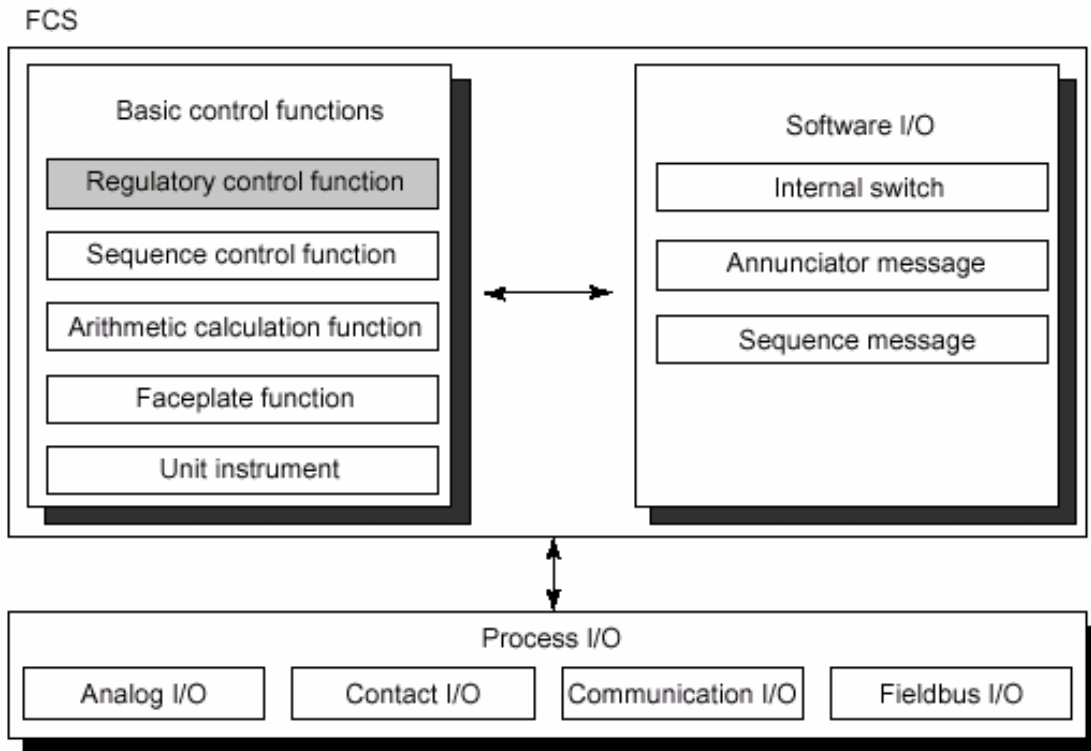 FCS
Basic control functions
Regulatory control function
Sequence control function
Arithmetic calculation function
Faceplate function
Unit instrument
Software I/O
Internal switch
Annunciator message
Sequence message
Process I/O
Analog I/O
Contact I/O
Communication I/O
Fieldbus I/O